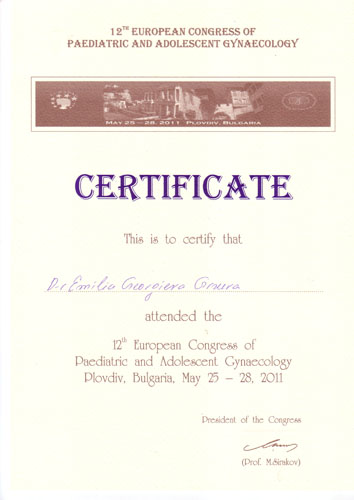 12TH EUROPEAN CONGRESS OF
PAEDIATRIC AND ADOLESCENT GYNAECOLOGY
MAY 25 – 28, 2011 PLOVDIV, BULGARIA
CERTIFICATE
This is to certify that
D-r Emilia Georgieva
attended the
12th European Congress of
Paediatric and Adolescent Gynaecology
Plovdiv, Bulgaria, May 25 – 28, 2011
President of the Congress
(Prof. M.Sirakov)